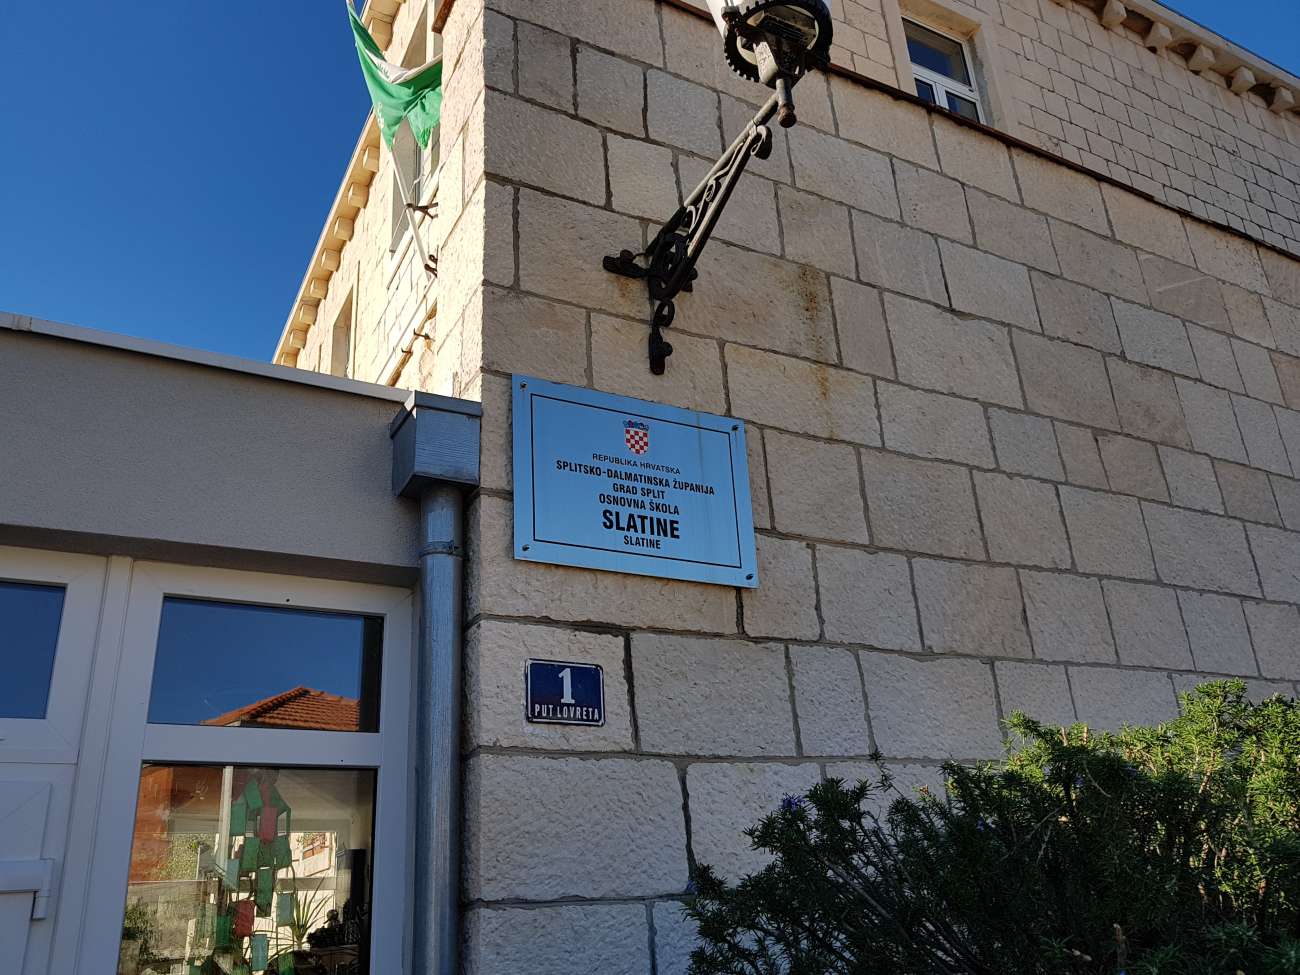 REPUBLIKA HRVATSKA
SPLITSKO-DALMATINSKA ŽUPANIJA
GRAD SPLIT
OSNOVNA ŠKOLA
SLATINE
SLATINE
1
PUT LOVRETA